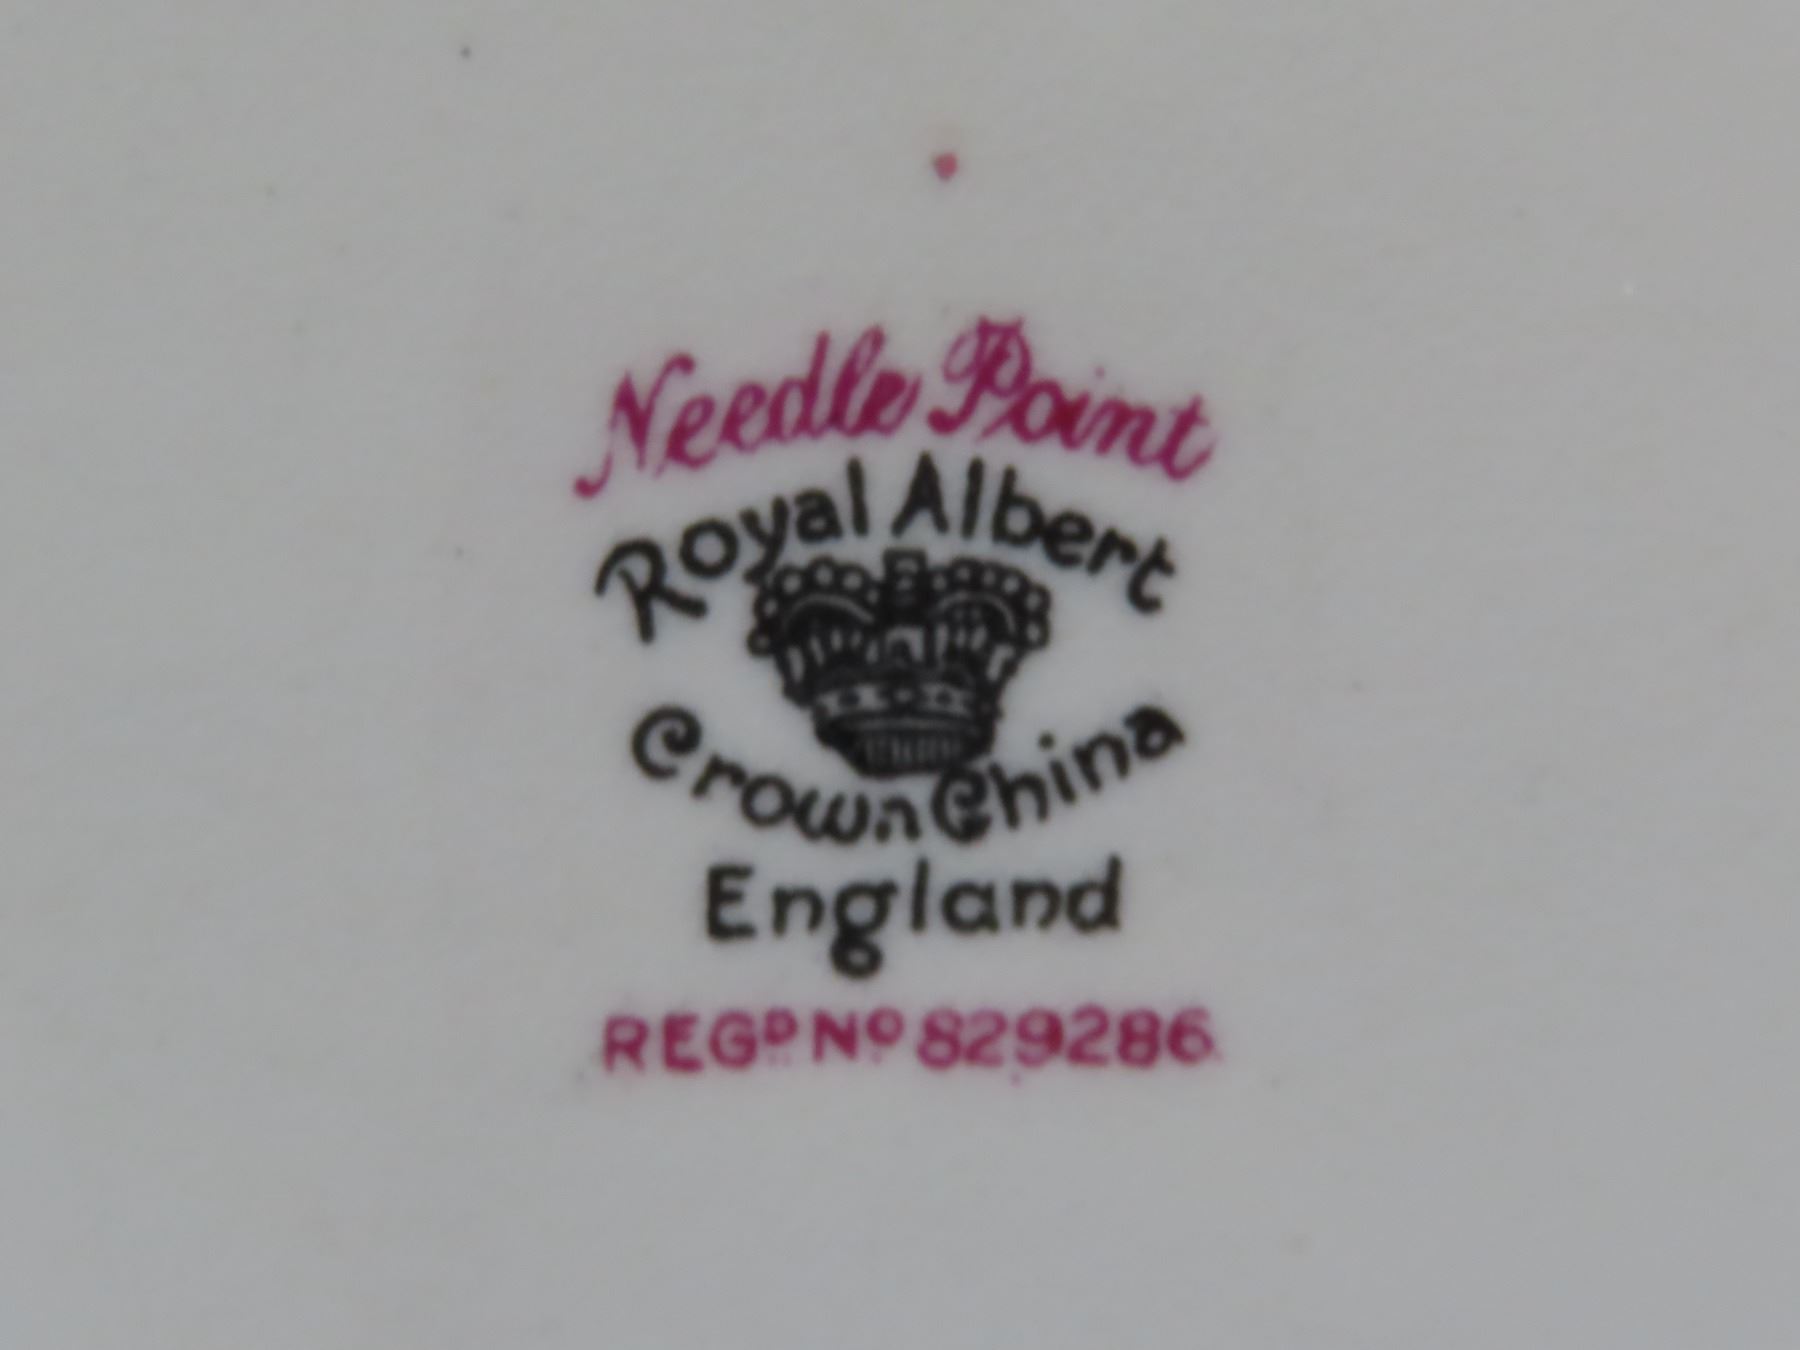 Needle Point
Royal Albert
Crown China
England
REGD NO 829286